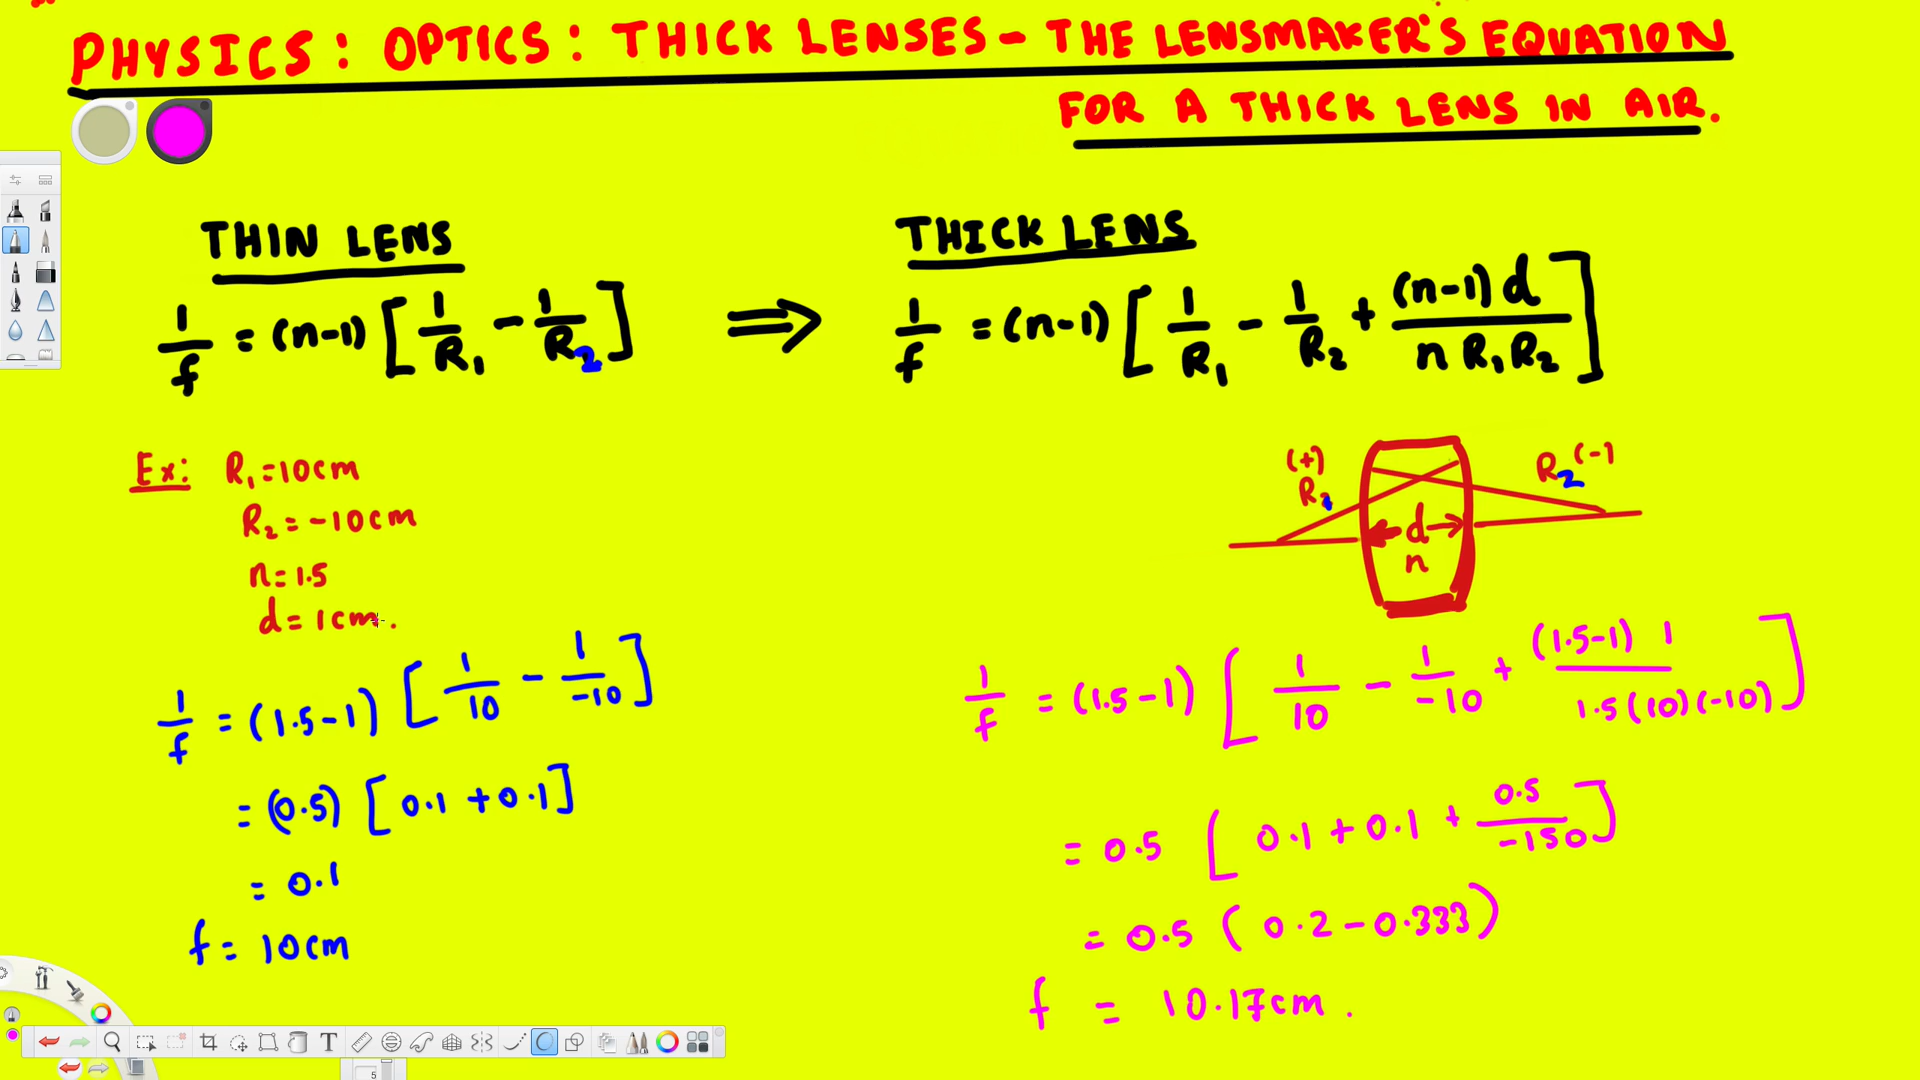 PHYSICS: OPTICS: THICK LENSES - THE LENSMAKER'S EQUATION
FOR A THICK LENS IN AIR.
THIN LENS
1/f = (n-1) [1/R₁ - 1/R₂]
⇒
THICK LENS
1/f = (n-1) [1/R₁ - 1/R₂ + (n-1) d / n R₁R₂]
Ex: R₁=10cm
R₂=-10cm
n=1.5
d=1cm.
(+)
R
R₂ (-)
d
n
1/f = (1.5-1) [1/10 - 1/-10]
= (0.5) [0.1 + 0.1]
= 0.1
f = 10cm
1/f = (1.5-1) [1/10 - 1/-10 + (1.5-1) 1 / 1.5(10)(-10)]
= 0.5 [0.1 + 0.1 + 0.5/-150]
= 0.5 (0.2 - 0.333)
f = 10.17cm.
T
5